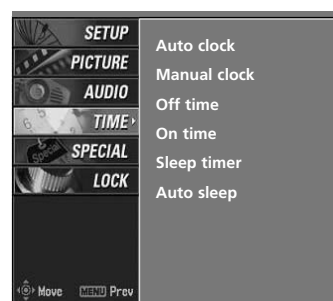 SETUP
PICTURE
AUDIO
TIME
SPECIAL
LOCK
Move MENU Prev
Auto clock
Manual clock
Off time
On time
Sleep timer
Auto sleep